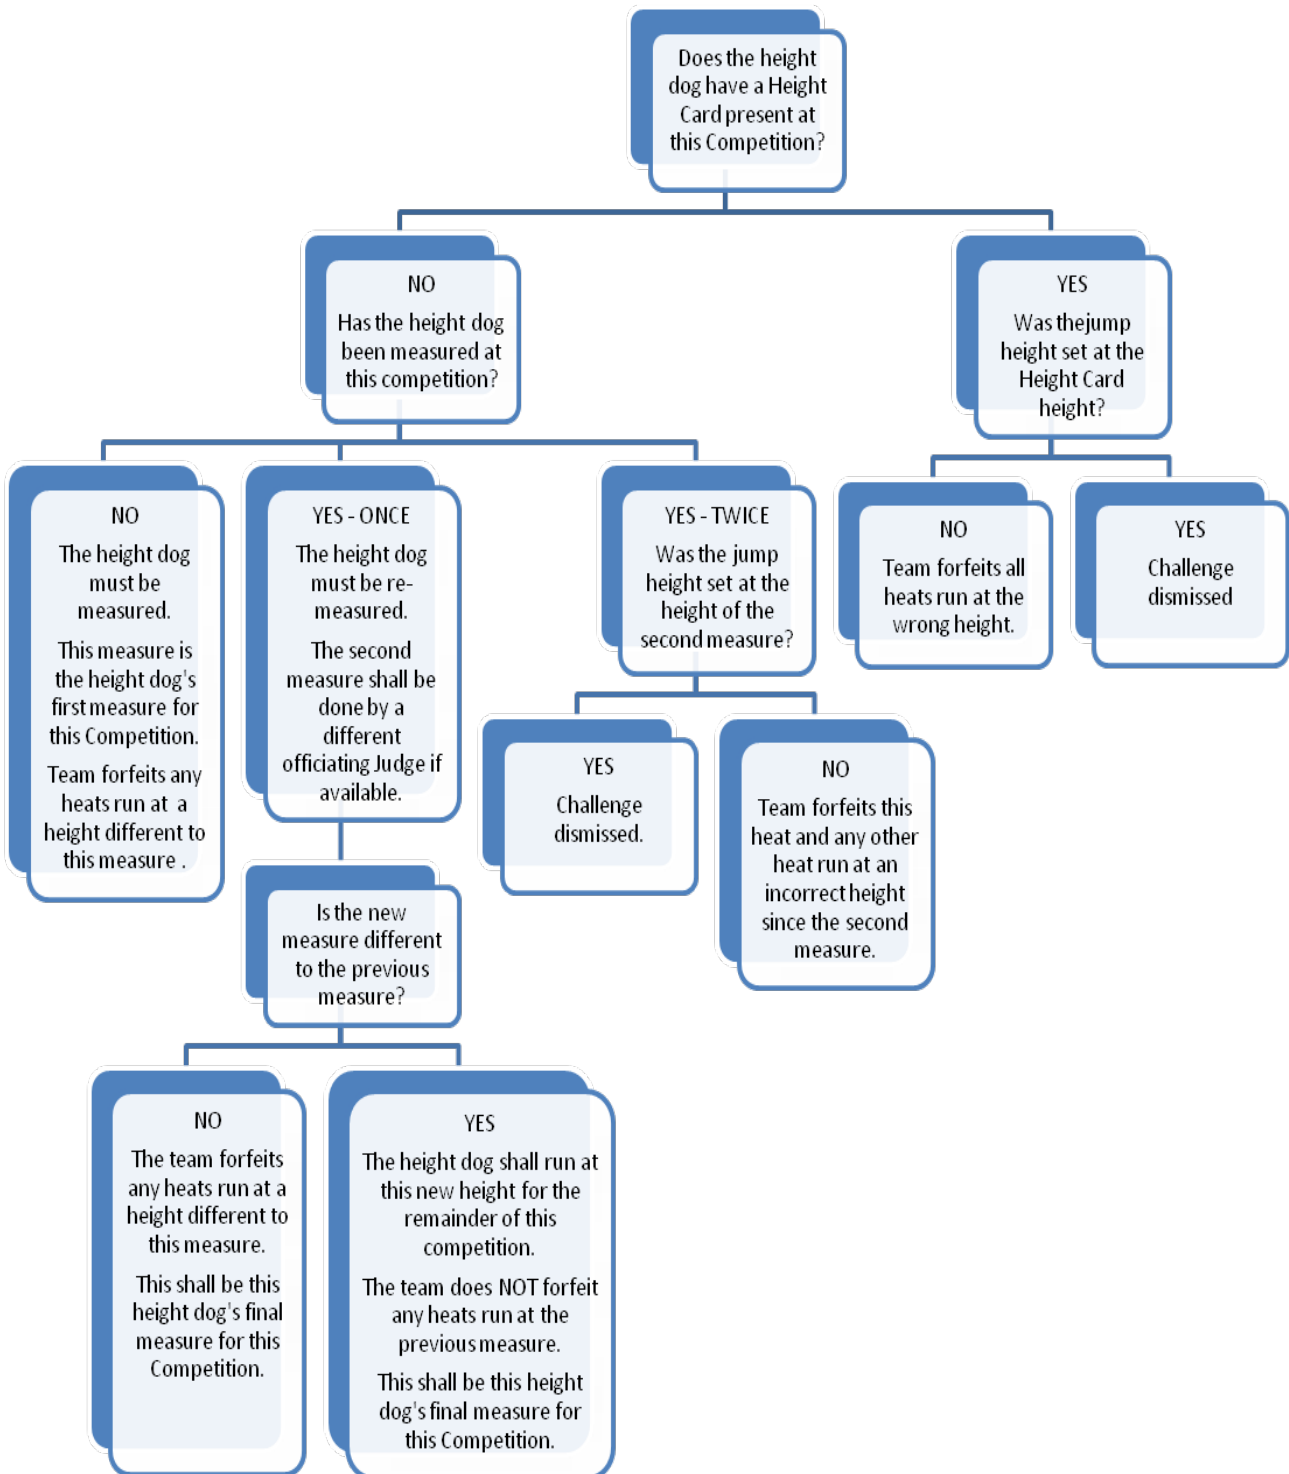 Does the height
dog have a Height
Card present at
this Competition?
NO
Has the height dog
been measured at
this competition?
YES
Was thejump
height set at the
Height Card
height?
NO
The height dog
must be
measured.
This measure is
the height dog's
first measure for
this Competition.
Team forfeits any
heats run at a
height different to
this measure .
YES - ONCE
The height dog
must be re-
measured.
The second
measure shall be
done by a
different
officiating Judge if
available.
YES - TWICE
Was the jump
height set at the
height of the
second measure?
NO
Team forfeits all
heats run at the
wrong height.
YES
Challenge
dismissed
YES
Challenge
dismissed.
NO
Team forfeits this
heat and any other
heat run at an
incorrect height
since the second
measure.
Is the new
measure different
to the previous
measure?
NO
The team forfeits
any heats run at a
height different to
this measure.
This shall be this
height dog's final
measure for this
Competition.
YES
The height dog shall run at
this new height for the
remainder of this
competition.
The team does NOT forfeit
any heats run at the
previous measure.
This shall be this height
dog's final measure for
this Competition.